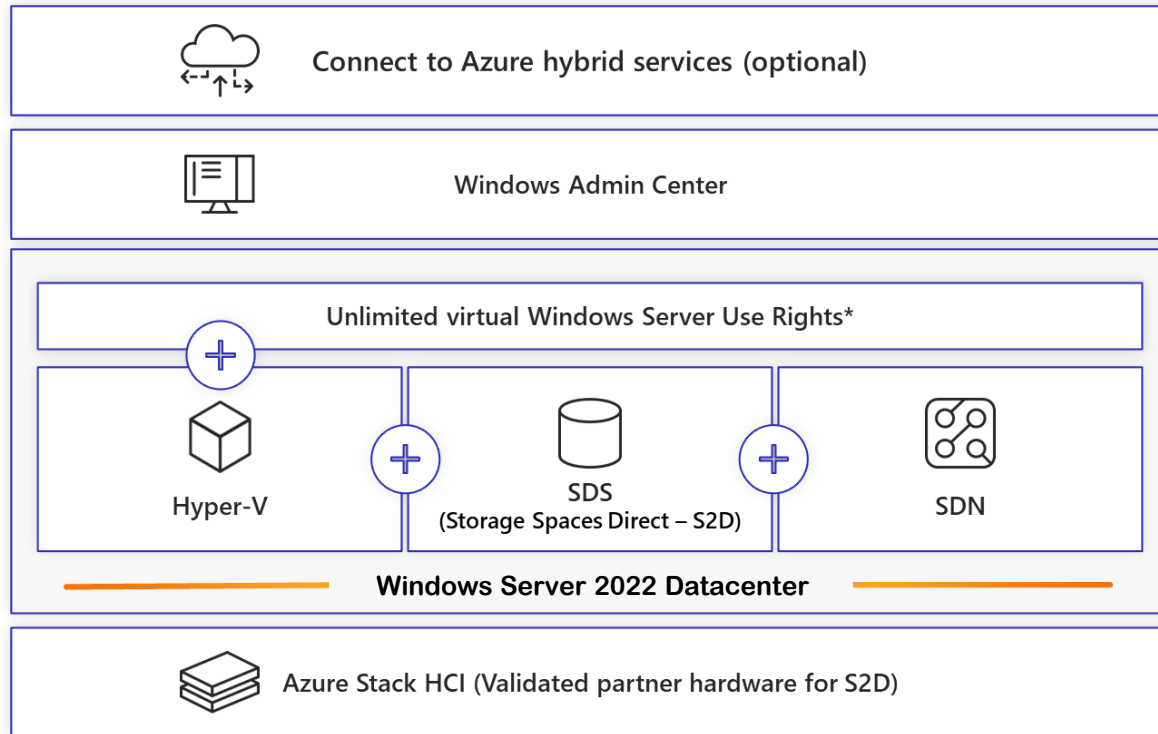 Connect to Azure hybrid services (optional)
Windows Admin Center
Unlimited virtual Windows Server Use Rights*
Hyper-V
SDS
(Storage Spaces Direct – S2D)
SDN
Windows Server 2022 Datacenter
Azure Stack HCI (Validated partner hardware for S2D)